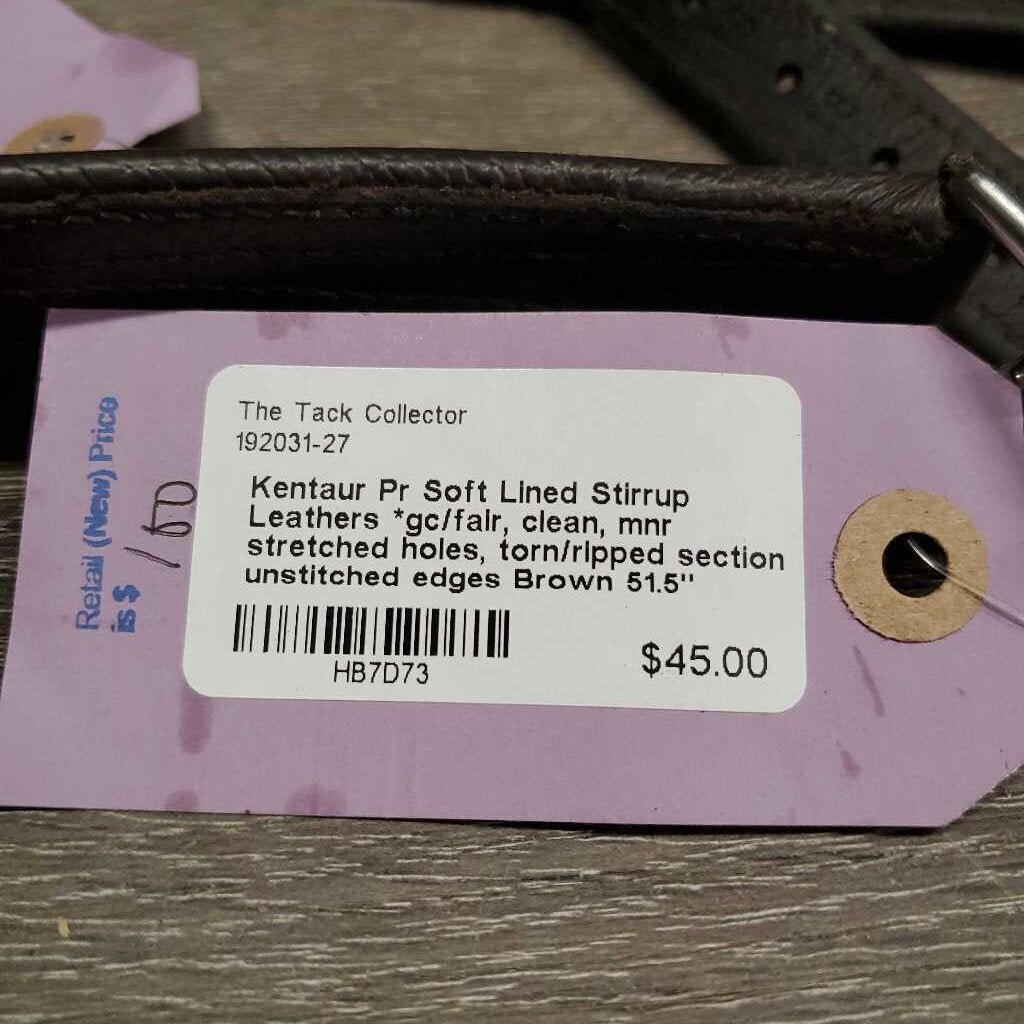 The Tack Collector
192031-27
Kentaur Pr Soft Lined Stirrup
Leathers *gc/fair, clean, mnr
stretched holes, torn/ripped section
unstitched edges Brown 51.5"
HB7D73
$45.00
Retail (New) Price
is $